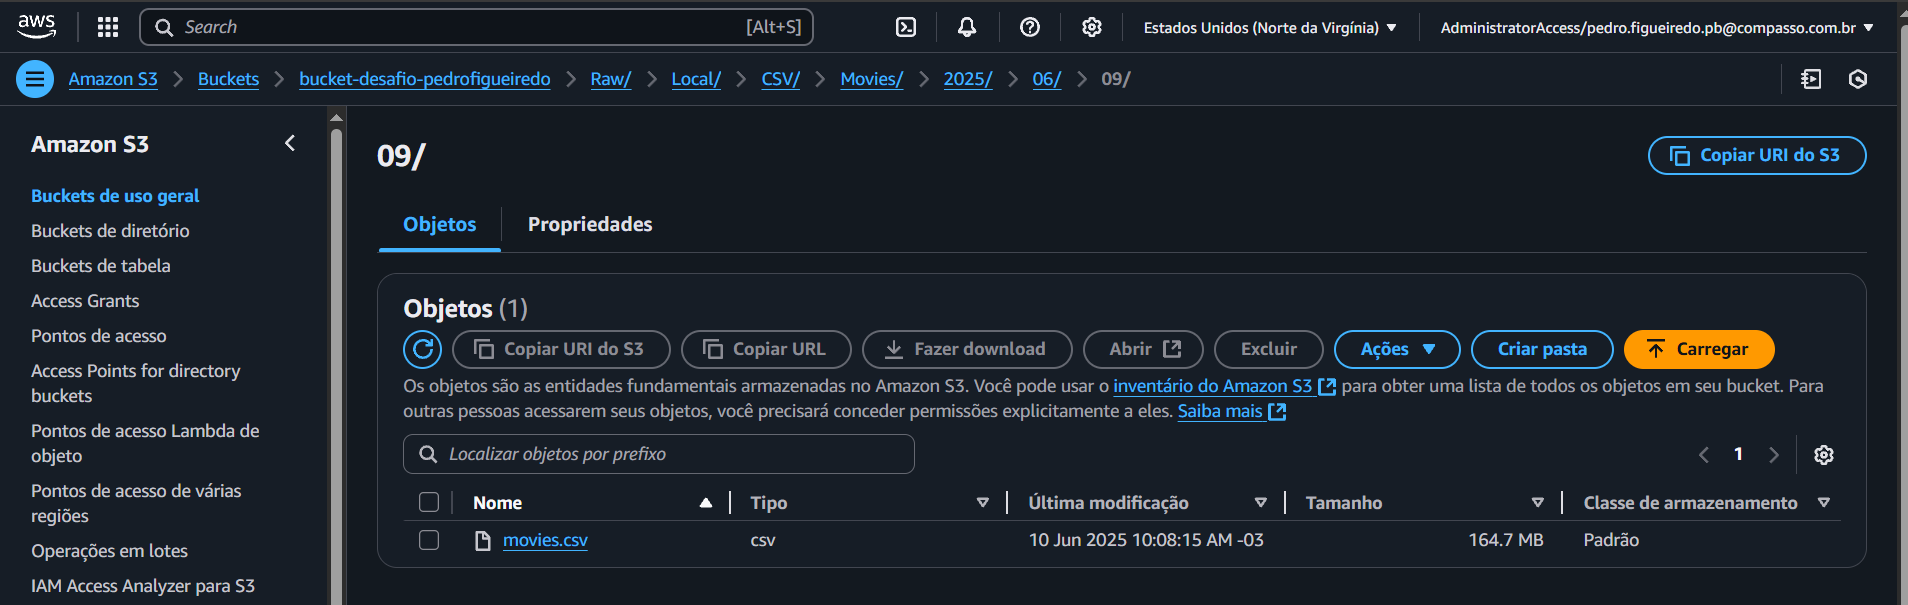 aws
Search [Alt+S]
Estados Unidos (Norte da Virgínia)
AdministratorAccess/pedro.figueiredo.pb@compasso.com.br
Amazon S3 > Buckets > bucket-desafio-pedrofigueiredo > Raw/ > Local/ > CSV/ > Movies/ > 2025/ > 06/ > 09/
Amazon S3
Buckets de uso geral
Buckets de diretório
Buckets de tabela
Access Grants
Pontos de acesso
Access Points for directory
buckets
Pontos de acesso Lambda de
objeto
Pontos de acesso de várias
regiões
Operações em lotes
IAM Access Analyzer para S3
09/
Copiar URI do S3
Objetos
Propriedades
Objetos (1)
Copiar URI do S3
Copiar URL
Fazer download
Abrir
Excluir
Ações
Criar pasta
Carregar
Os objetos são as entidades fundamentais armazenadas no Amazon S3. Você pode usar o inventário do Amazon S3 para obter uma lista de todos os objetos em seu bucket. Para
outras pessoas acessarem seus objetos, você precisará conceder permissões explicitamente a eles. Saiba mais
Localizar objetos por prefixo
1
Nome Tipo Última modificação Tamanho Classe de armazenamento
movies.csv csv 10 Jun 2025 10:08:15 AM -03 164.7 MB Padrão